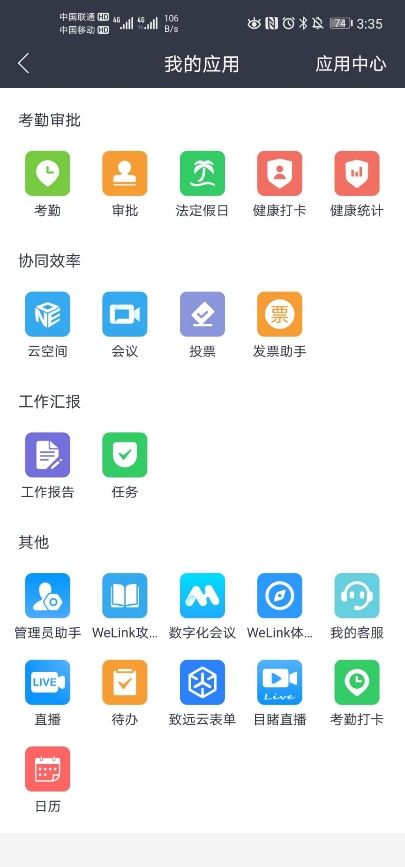 中国联通 HD 4G 4G 106
中国移动 HD B/s
74 3:35
我的应用 应用中心
考勤审批
考勤 审批 法定假日 健康打卡 健康统计
协同效率
票
云空间 会议 投票 发票助手
工作汇报
工作报告 任务
其他
管理员助手 WeLink攻... 数字化会议 WeLink体... 我的客服
LIVE Live
直播 待办 致远云表单 目睹直播 考勤打卡
日历